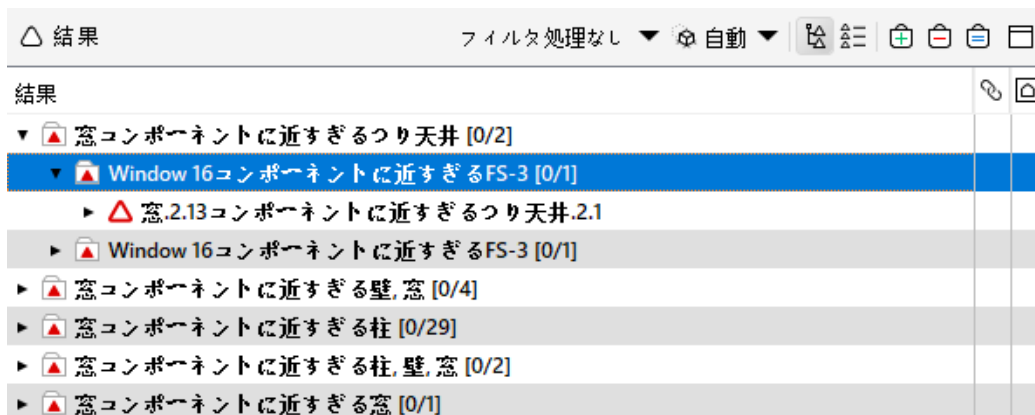 結果 フィルタ処理なし 自動
結果
窓コンポーネントに近すぎるつり天井 [0/2]
Window 16コンポーネントに近すぎるFS-3 [0/1]
窓.2.13コンポーネントに近すぎるつり天井.2.1
Window 16コンポーネントに近すぎるFS-3 [0/1]
窓コンポーネントに近すぎる壁, 窓 [0/4]
窓コンポーネントに近すぎる柱 [0/29]
窓コンポーネントに近すぎる柱, 壁, 窓 [0/2]
窓コンポーネントに近すぎる窓 [0/1]